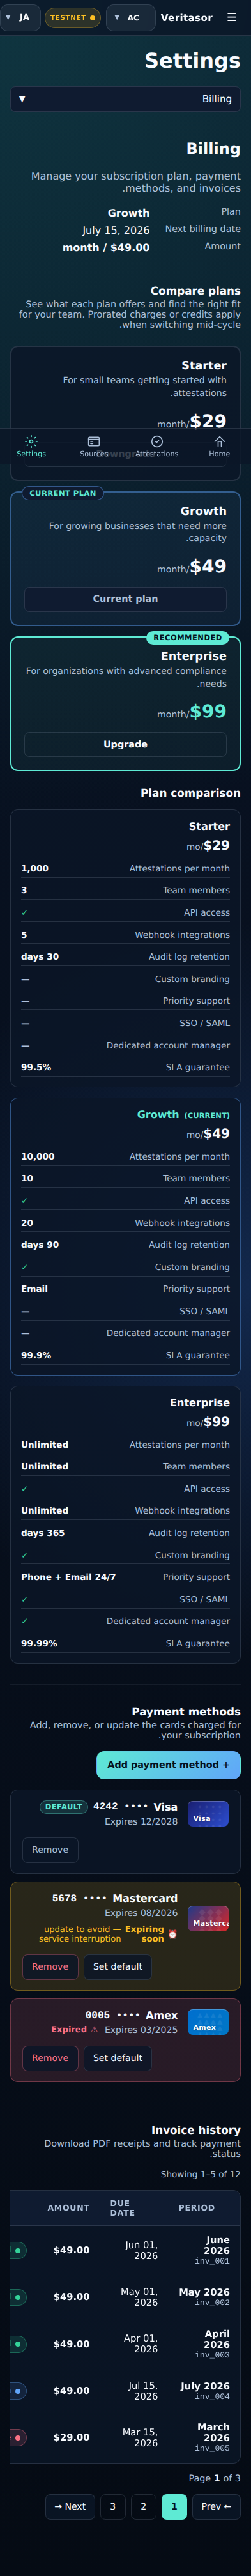 ☰ Veritasor ▼ AC TESTNET ▼ JA
Settings
Billing ▼
Billing
Manage your subscription plan, payment
.methods, and invoices
Plan Growth
Next billing date July 15, 2026
Amount month / $49.00
Compare plans
See what each plan offers and find the right fit
for your team. Prorated charges or credits apply
.when switching mid-cycle
Starter
For small teams getting started with
.attestations
month/$29
Home Attestations Sources Settings
CURRENT PLAN
Growth
For growing businesses that need more
.capacity
month/$49
Current plan
RECOMMENDED
Enterprise
For organizations with advanced compliance
.needs
month/$99
Upgrade
Plan comparison
Starter
mo/$29
Attestations per month 1,000
Team members 3
API access ✓
Webhook integrations 5
Audit log retention days 30
Custom branding —
Priority support —
SSO / SAML —
Dedicated account manager —
SLA guarantee 99.5%
Growth (CURRENT)
mo/$49
Attestations per month 10,000
Team members 10
API access ✓
Webhook integrations 20
Audit log retention days 90
Custom branding ✓
Priority support Email
SSO / SAML —
Dedicated account manager —
SLA guarantee 99.9%
Enterprise
mo/$99
Attestations per month Unlimited
Team members Unlimited
API access ✓
Webhook integrations Unlimited
Audit log retention days 365
Custom branding ✓
Priority support Phone + Email 24/7
SSO / SAML ✓
Dedicated account manager ✓
SLA guarantee 99.99%
Payment methods
Add, remove, or update the cards charged for
.your subscription
Add payment method +
Visa
DEFAULT 4242 •••• Visa
Expires 12/2028
Remove
Masterca
5678 •••• Mastercard
Expires 08/2026
⏰ Expiring soon — update to avoid service interruption
Remove Set default
Amex
0005 •••• Amex
Expired ⚠ Expires 03/2025
Remove Set default
Invoice history
Download PDF receipts and track payment
.status
Showing 1–5 of 12
PERIOD DUE DATE AMOUNT
June 2026 inv_001 Jun 01, 2026 $49.00
May 2026 inv_002 May 01, 2026 $49.00
April 2026 inv_003 Apr 01, 2026 $49.00
July 2026 inv_004 Jul 15, 2026 $49.00
March 2026 inv_005 Mar 15, 2026 $29.00
Page 1 of 3
→ Next 3 2 1 Prev ←